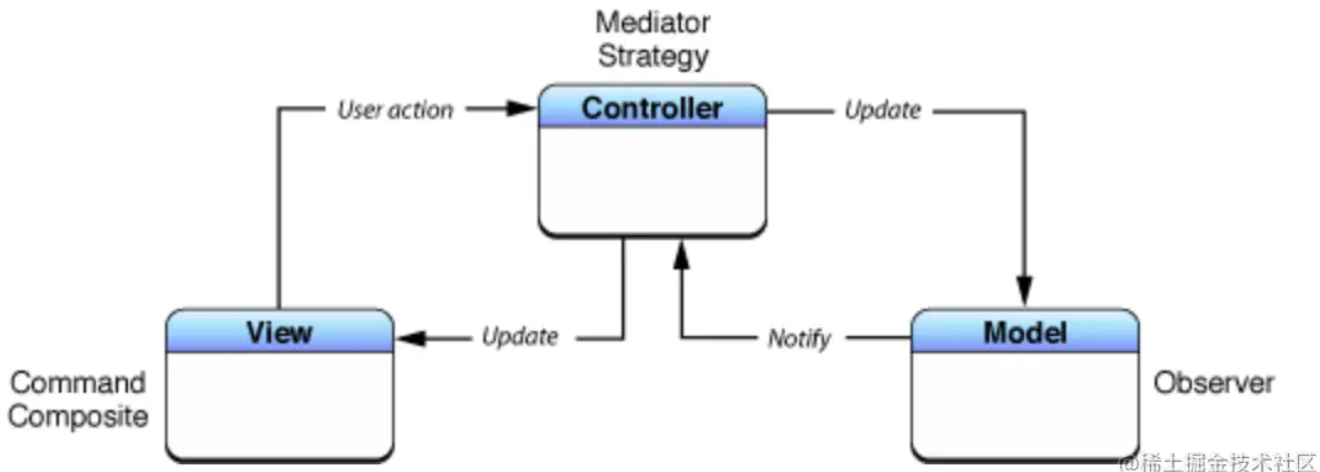 Mediator
Strategy
User action
Controller
Update
View
Update
Notify
Model
Command
Composite
Observer
@稀土掘金技术社区